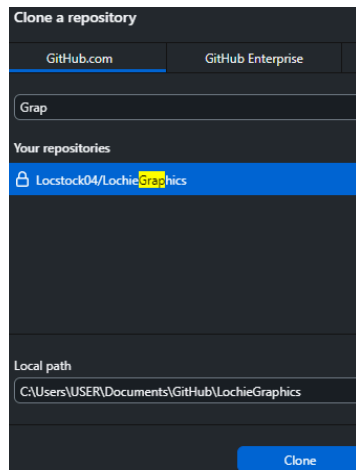 Clone a repository
GitHub.com GitHub Enterprise
Grap
Your repositories
Locstock04/LochieGraphics
Local path
C:\Users\USER\Documents\GitHub\LochieGraphics
Clone